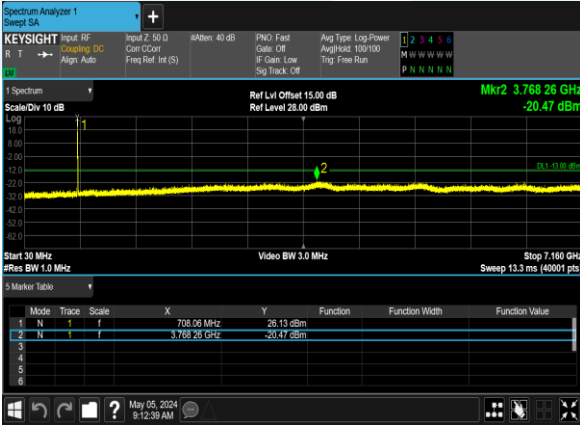 Spectrum Analyzer 1
Swept SA
+
KEYSIGHT Input: RF Input Z: 50 Ω #Atten: 40 dB PNO: Fast Avg Type: Log-Power 1 2 3 4 5 6
R T Coupling: DC Corr CCorr Gate: Off Avg|Hold: 100/100 M W W W W W
Align: Auto Freq Ref: Int (S) IF Gain: Low Trig: Free Run P N N N N N
Sig Track: Off
LW
1 Spectrum Ref Lvl Offset 15.00 dB Mkr2 3.768 26 GHz
Scale/Div 10 dB Ref Level 28.00 dBm -20.47 dBm
Log
18.0
8.00
-2.00
-12.0
-22.0
-32.0
-42.0
-52.0
-62.0
1
2
DL1 -13.00 dBm
Start 30 MHz Video BW 3.0 MHz Stop 7.160 GHz
#Res BW 1.0 MHz Sweep 13.3 ms (40001 pts
5 Marker Table
Mode Trace Scale X Y Function Function Width Function Value
1 N 1 f 708.06 MHz 26.13 dBm
2 N 1 f 3.768 26 GHz -20.47 dBm
3
4
5
6
? May 05, 2024
9:12:39 AM